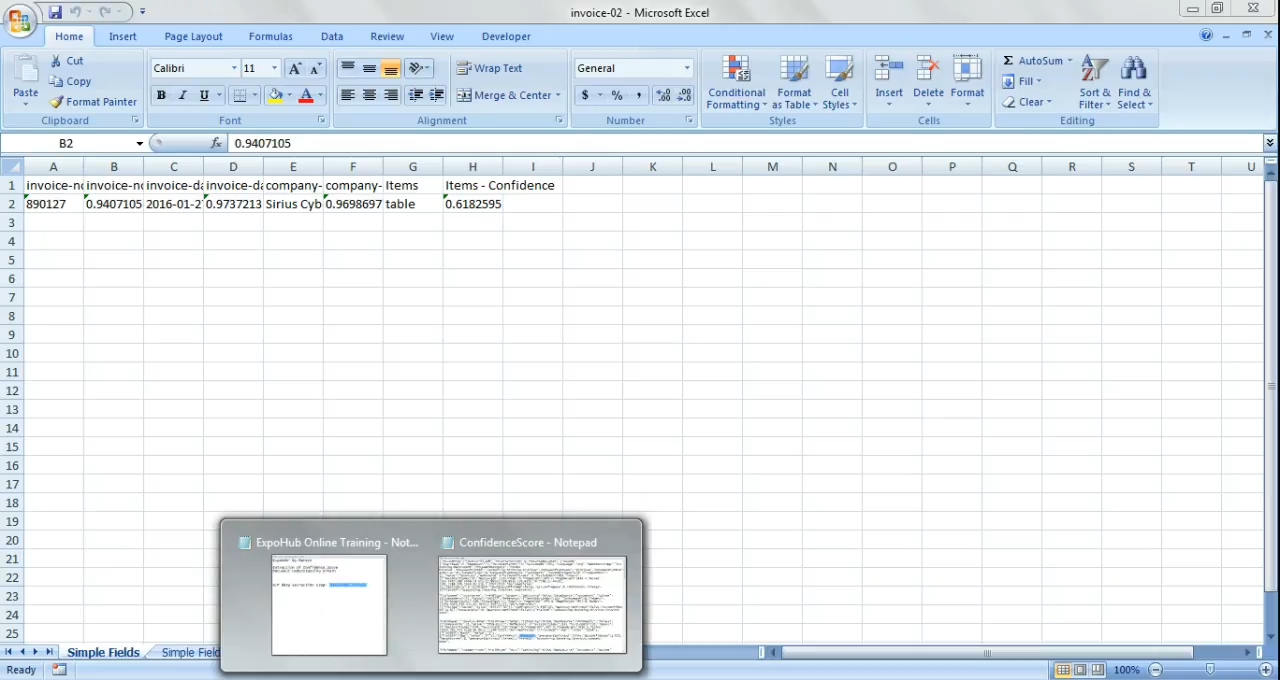 invoice-02 - Microsoft Excel
Home Insert Page Layout Formulas Data Review View Developer
Paste
Cut
Copy
Format Painter
Clipboard
Calibri 11
B I U
Font
Wrap Text
Merge & Center
Alignment
General
$ % ,
Number
Conditional Formatting
Format as Table
Cell Styles
Styles
Insert Delete Format
Cells
Σ AutoSum
Fill
Clear
Sort & Filter
Find & Select
Editing
B2 fx 0.9407105
A B C D E F G H I J K L M N O P Q R S T U
1 invoice-no invoice-no invoice-da invoice-da company- company- Items Items - Confidence
2 890127 0.9407105 2016-01-2 0.9737213 Sirius Cyb 0.9698697 table 0.6182595
3
4
5
6
7
8
9
10
11
12
13
14
15
16
17
18
19
20
21
22
23
24
25
ExpoHub Online Training - Not... ConfidenceScore - Notepad
Simple Fields Simple Field
Ready 100%